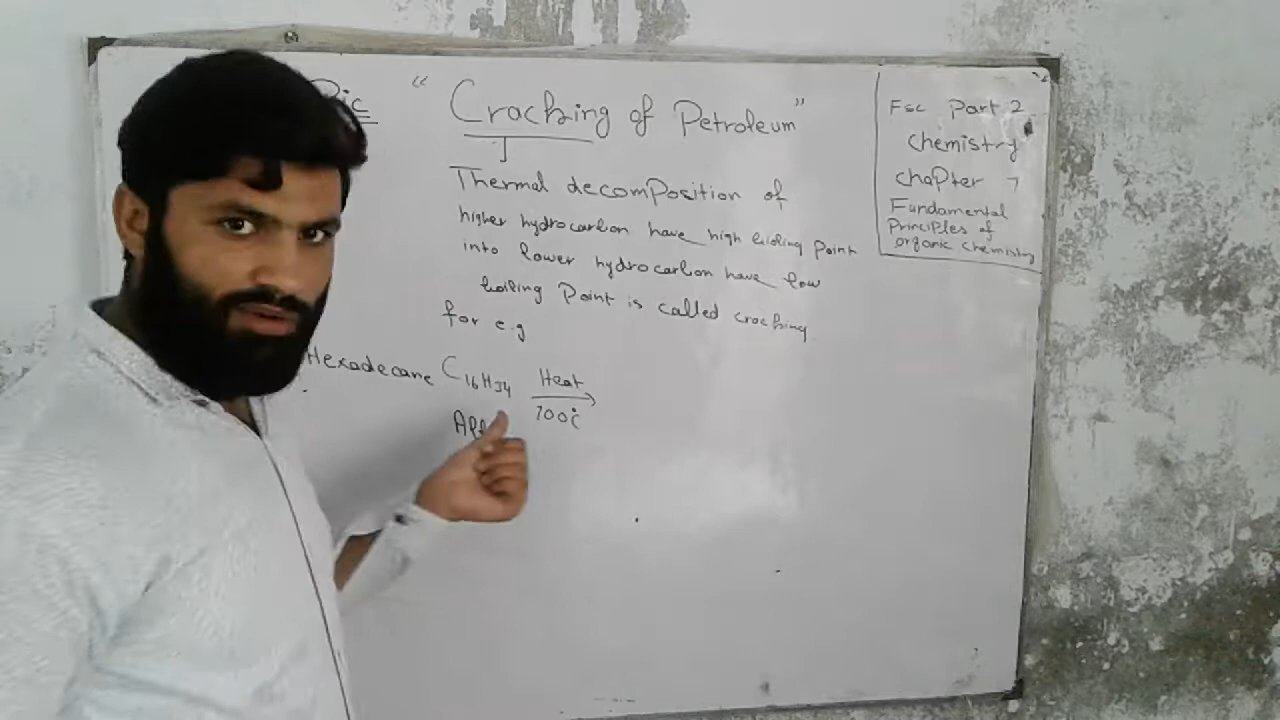 “ Cracking of Petroleum ”
Thermal decomposition of
higher hydrocarbon have high boiling point
into lower hydrocarbon have low
boiling Point is called cracking
for e.g
Hexadecane C16H34 Heat
700°C
Fsc Part 2
chemistry
chapter 7
Fundamental
Principles of
organic chemistry